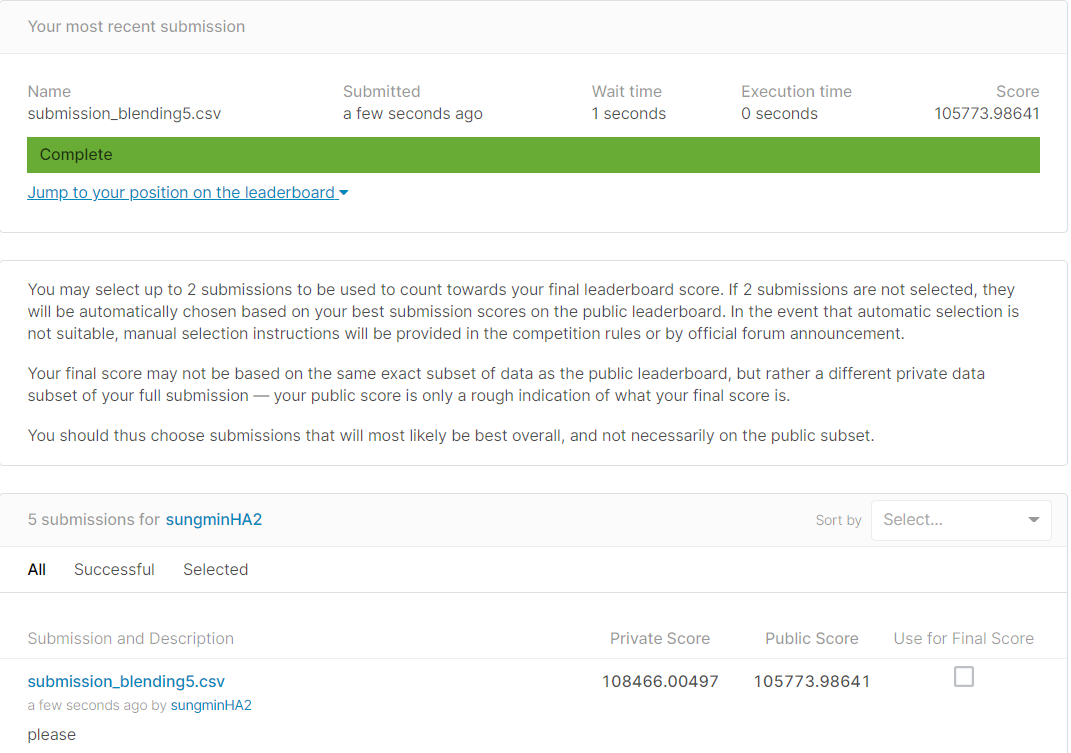 Your most recent submission
Name Submitted Wait time Execution time Score
submission_blending5.csv a few seconds ago 1 seconds 0 seconds 105773.98641
Complete
Jump to your position on the leaderboard
You may select up to 2 submissions to be used to count towards your final leaderboard score. If 2 submissions are not selected, they
will be automatically chosen based on your best submission scores on the public leaderboard. In the event that automatic selection is
not suitable, manual selection instructions will be provided in the competition rules or by official forum announcement.
Your final score may not be based on the same exact subset of data as the public leaderboard, but rather a different private data
subset of your full submission — your public score is only a rough indication of what your final score is.
You should thus choose submissions that will most likely be best overall, and not necessarily on the public subset.
5 submissions for sungminHA2 Sort by Select...
All Successful Selected
Submission and Description Private Score Public Score Use for Final Score
submission_blending5.csv 108466.00497 105773.98641
a few seconds ago by sungminHA2
please